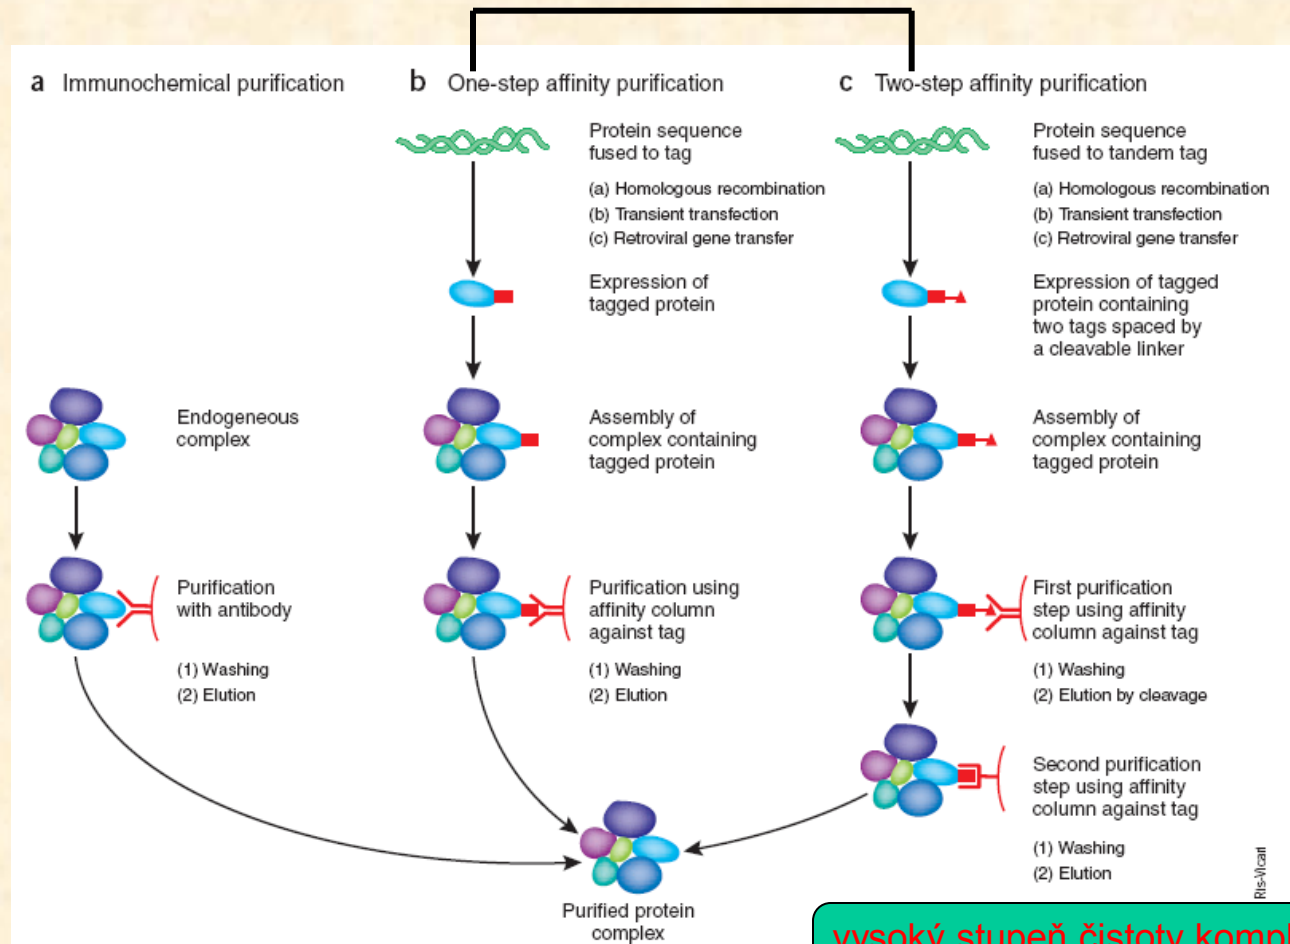 a Immunochemical purification
Endogeneous
complex
Purification
with antibody
(1) Washing
(2) Elution
b One-step affinity purification
Protein sequence
fused to tag
(a) Homologous recombination
(b) Transient transfection
(c) Retroviral gene transfer
Expression of
tagged protein
Assembly of
complex containing
tagged protein
Purification using
affinity column
against tag
(1) Washing
(2) Elution
c Two-step affinity purification
Protein sequence
fused to tandem tag
(a) Homologous recombination
(b) Transient transfection
(c) Retroviral gene transfer
Expression of tagged
protein containing
two tags spaced by
a cleavable linker
Assembly of
complex containing
tagged protein
First purification
step using affinity
column against tag
(1) Washing
(2) Elution by cleavage
Second purification
step using affinity
column against tag
(1) Washing
(2) Elution
Purified protein
complex
Ris-Vicari
vysoký stupeň čistoty